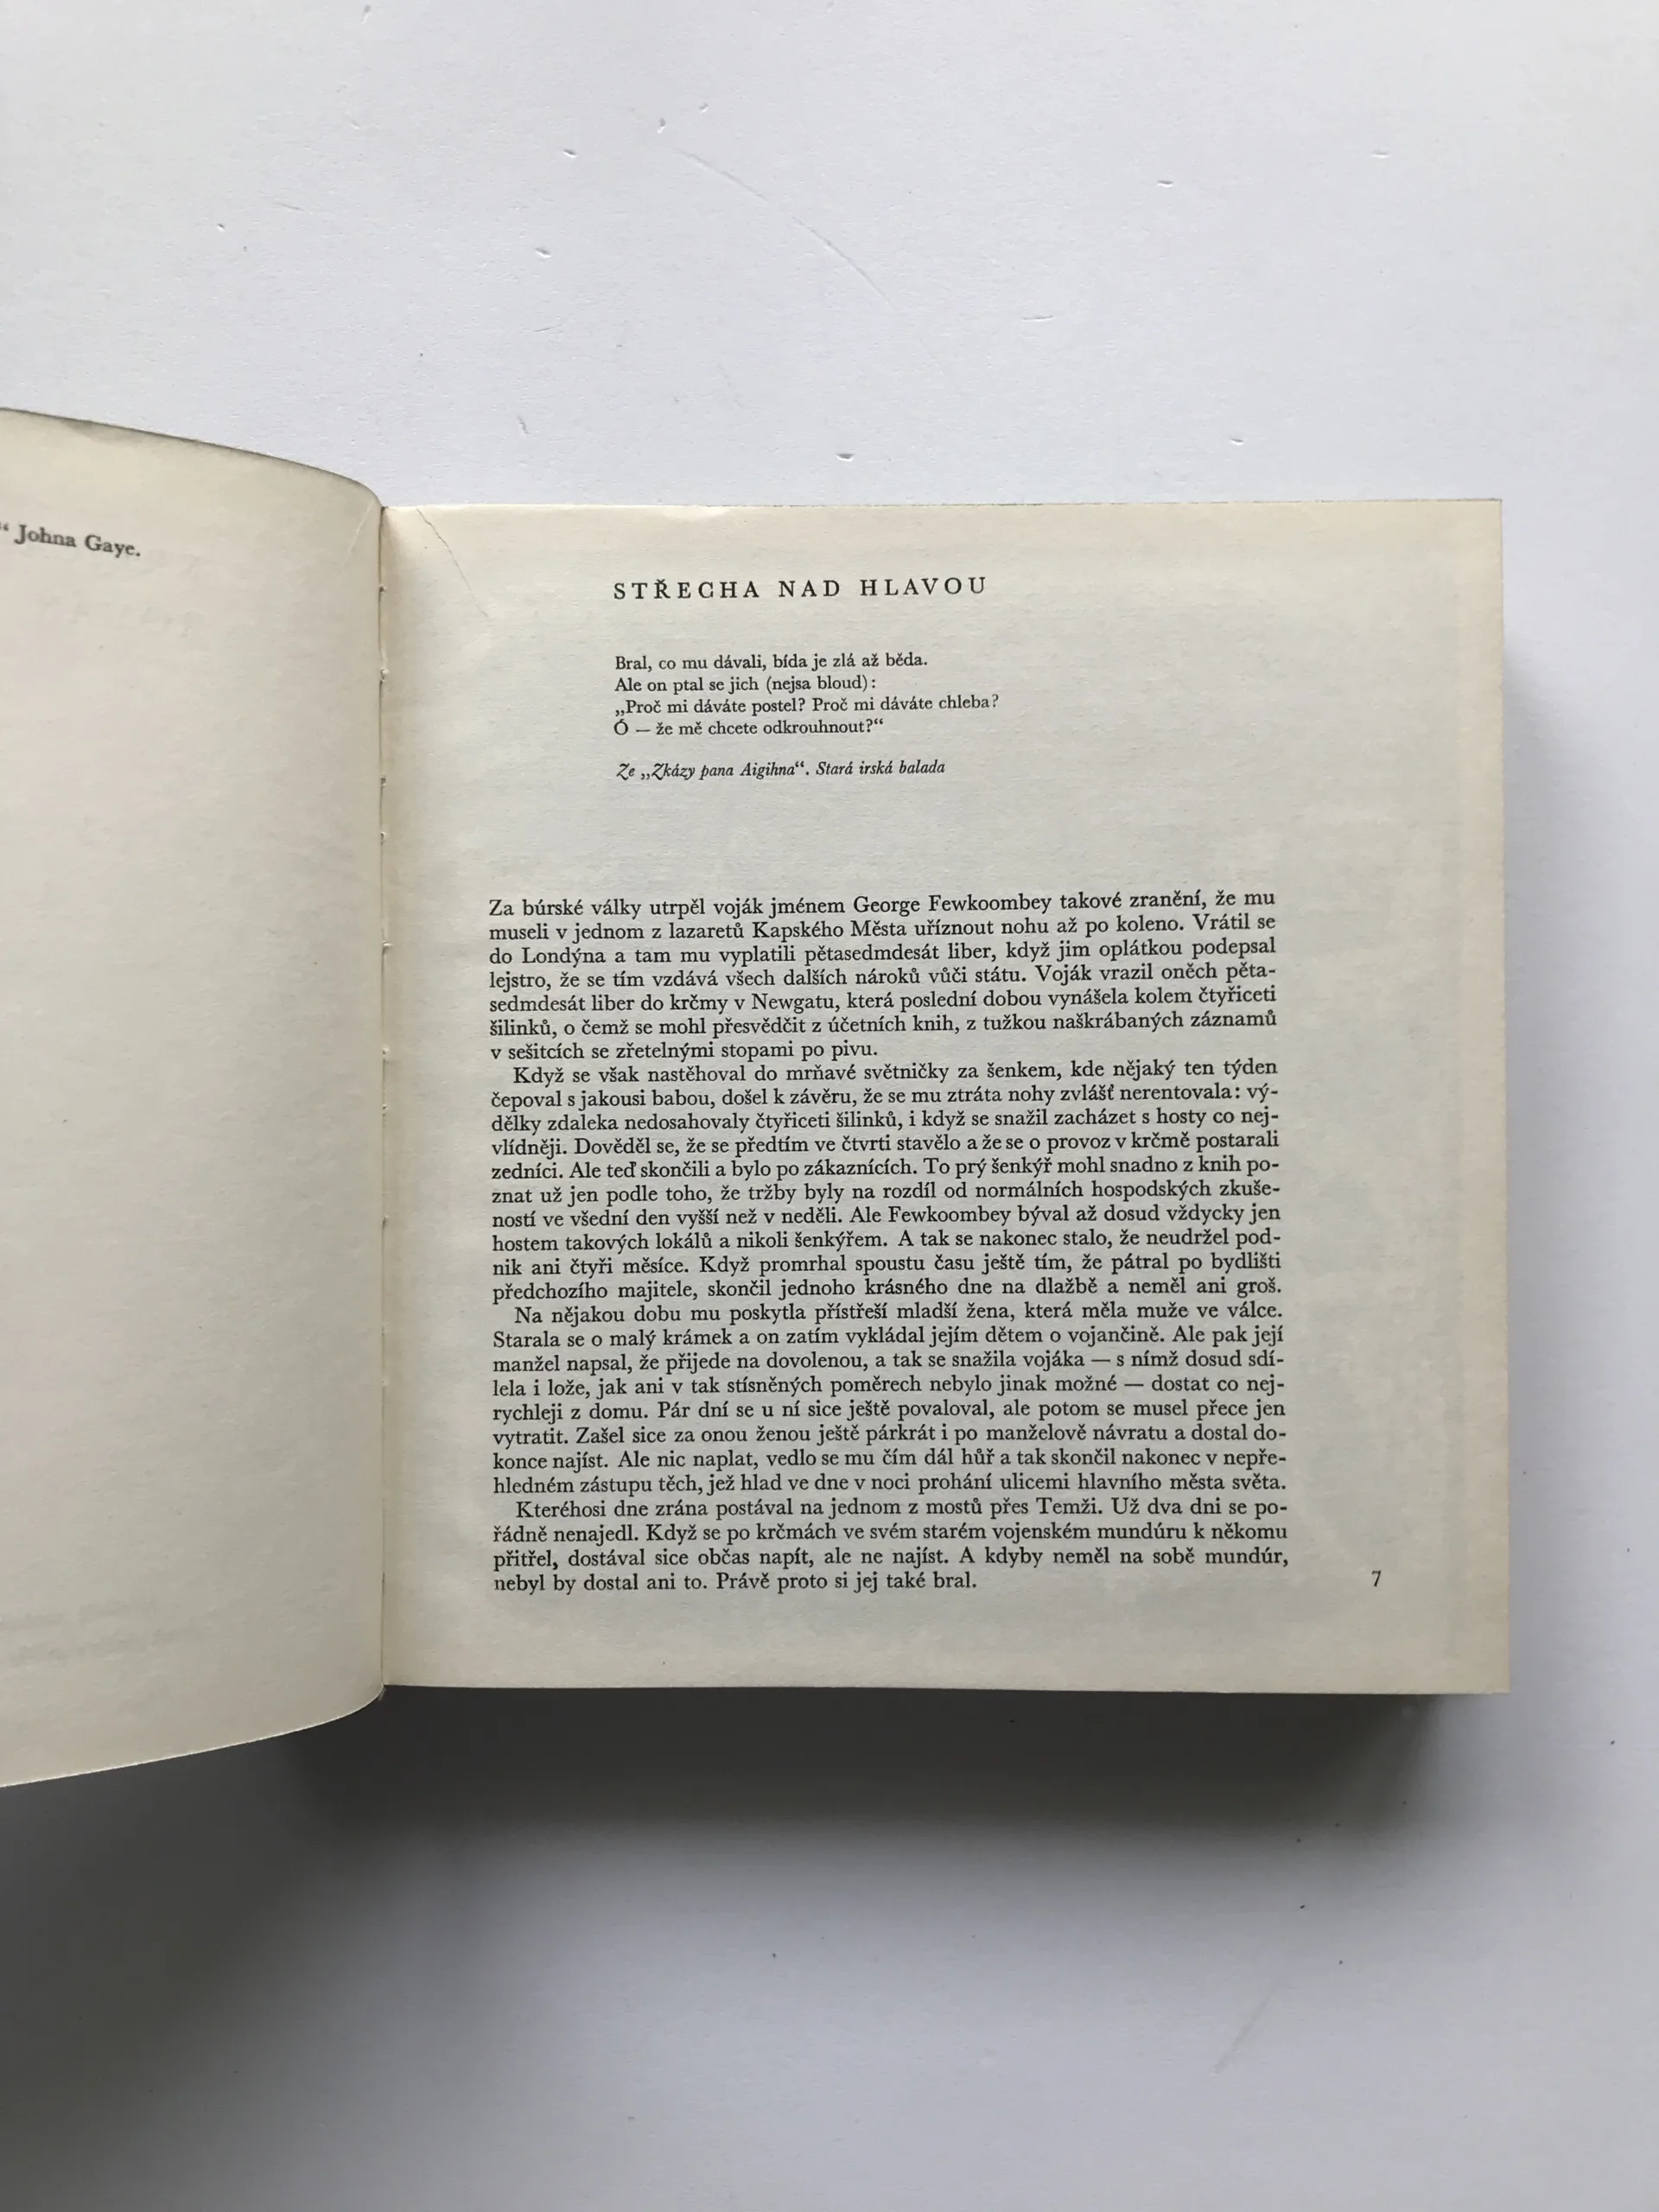 “ Johna Gaye.
STŘECHA NAD HLAVOU
Bral, co mu dávali, bída je zlá až běda.
Ale on ptal se jich (nejsa bloud):
„Proč mi dáváte postel? Proč mi dáváte chleba?
Ó — že mě chcete odkrouhnout?“
Ze „Zkázy pana Aigihna“. Stará irská balada
Za búrské války utrpěl voják jménem George Fewkoombey takové zranění, že mu
museli v jednom z lazaretů Kapského Města uříznout nohu až po koleno. Vrátil se
do Londýna a tam mu vyplatili pětasedmdesát liber, když jim oplátkou podepsal
lejstro, že se tím vzdává všech dalších nároků vůči státu. Voják vrazil oněch pěta-
sedmdesát liber do krčmy v Newgatu, která poslední dobou vynášela kolem čtyřiceti
šilinků, o čemž se mohl přesvědčit z účetních knih, z tužkou naškrábaných záznamů
v sešitcích se zřetelnými stopami po pivu.
Když se však nastěhoval do mrňavé světničky za šenkem, kde nějaký ten týden
čepoval s jakousi babou, došel k závěru, že se mu ztráta nohy zvlášť nerentovala: vý-
dělky zdaleka nedosahovaly čtyřiceti šilinků, i když se snažil zacházet s hosty co nej-
vlídněji. Dověděl se, že se předtím ve čtvrti stavělo a že se o provoz v krčmě postarali
zedníci. Ale teď skončili a bylo po zákaznících. To prý šenkýř mohl snadno z knih po-
znat už jen podle toho, že tržby byly na rozdíl od normálních hospodských zkuše-
ností ve všední den vyšší než v neděli. Ale Fewkoombey býval až dosud vždycky jen
hostem takových lokálů a nikoli šenkýřem. A tak se nakonec stalo, že neudržel pod-
nik ani čtyři měsíce. Když promrhal spoustu času ještě tím, že pátral po bydlišti
předchozího majitele, skončil jednoho krásného dne na dlažbě a neměl ani groš.
Na nějakou dobu mu poskytla přístřeší mladší žena, která měla muže ve válce.
Starala se o malý krámek a on zatím vykládal jejím dětem o vojančině. Ale pak její
manžel napsal, že přijede na dovolenou, a tak se snažila vojáka — s nímž dosud sdí-
lela i lože, jak ani v tak stísněných poměrech nebylo jinak možné — dostat co nej-
rychleji z domu. Pár dní se u ní sice ještě povaloval, ale potom se musel přece jen
vytratit. Zašel sice za onou ženou ještě párkrát i po manželově návratu a dostal do-
konce najíst. Ale nic naplat, vedlo se mu čím dál hůř a tak skončil nakonec v nepře-
hledném zástupu těch, jež hlad ve dne v noci prohání ulicemi hlavního města světa.
Kteréhosi dne zrána postával na jednom z mostů přes Temži. Už dva dni se po-
řádně nenajedl. Když se po krčmách ve svém starém vojenském mundúru k někomu
přitřel, dostával sice občas napít, ale ne najíst. A kdyby neměl na sobě mundúr,
nebyl by dostal ani to. Právě proto si jej také bral.
7